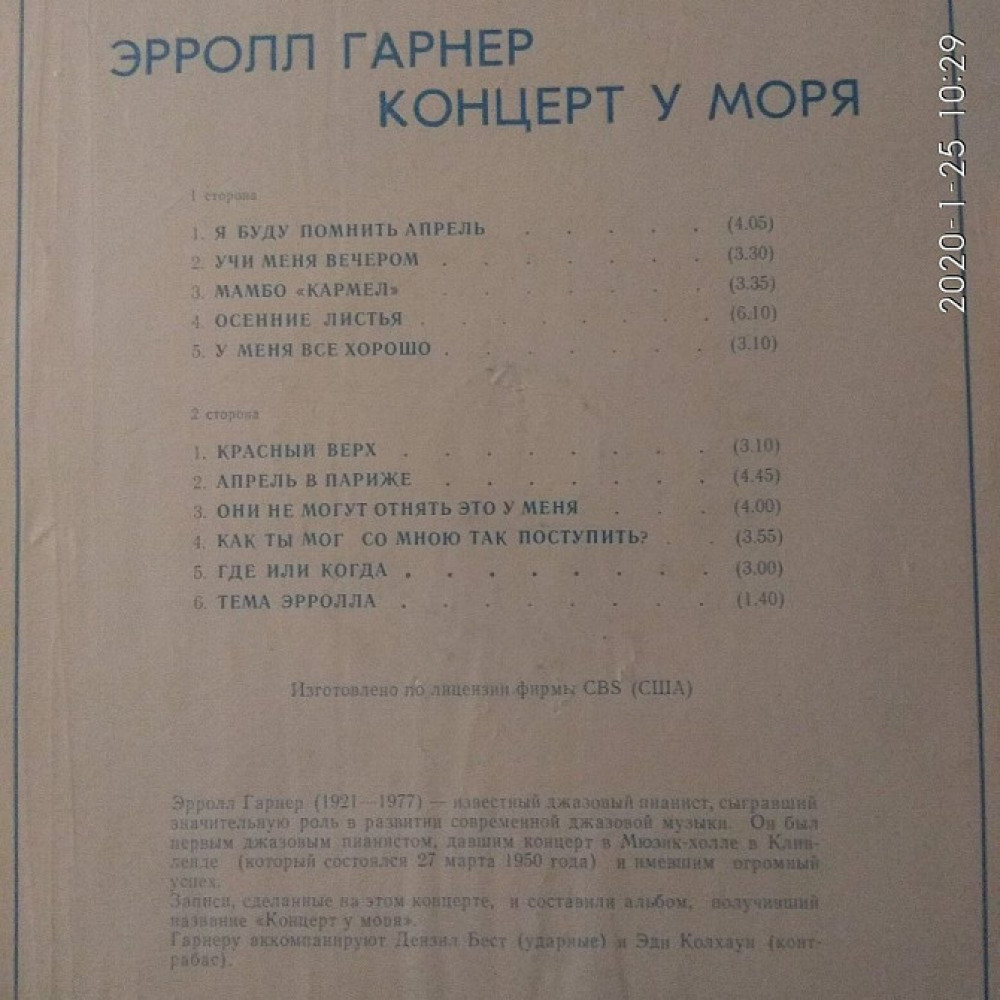 ЭРРОЛЛ ГАРНЕР
КОНЦЕРТ У МОРЯ
1 сторона
1. Я БУДУ ПОМНИТЬ АПРЕЛЬ . . . . . (4.05)
2. УЧИ МЕНЯ ВЕЧЕРОМ . . . . . . . (3.30)
3. МАМБО «КАРМЕЛ» . . . . . . . (3.35)
4. ОСЕННИЕ ЛИСТЬЯ . . . . . . . . (6.10)
5. У МЕНЯ ВСЕ ХОРОШО . . . . . . . (3.10)
2 сторона
1. КРАСНЫЙ ВЕРХ . . . . . . . . (3.10)
2. АПРЕЛЬ В ПАРИЖЕ . . . . . . . (4.45)
3. ОНИ НЕ МОГУТ ОТНЯТЬ ЭТО У МЕНЯ . . . (4.00)
4. КАК ТЫ МОГ СО МНОЮ ТАК ПОСТУПИТЬ? . . (3.55)
5. ГДЕ ИЛИ КОГДА . . . . . . . . (3.00)
6. ТЕМА ЭРРОЛЛА . . . . . . . . (1.40)
Изготовлено по лицензии фирмы CBS (США)
Эрролл Гарнер (1921—1977) — известный джазовый пианист, сыгравший
значительную роль в развитии современной джазовой музыки. Он был
первым джазовым пианистом, давшим концерт в Мюзик-холле в Клив-
ленде (который состоялся 27 марта 1950 года) и имевшим огромный
успех.
Записи, сделанные на этом концерте, и составили альбом, получивший
название «Концерт у моря».
Гарнеру аккомпанируют Дензил Бест (ударные) и Эди Колхаун (конт-
рабас).
2020-1-25 10:29